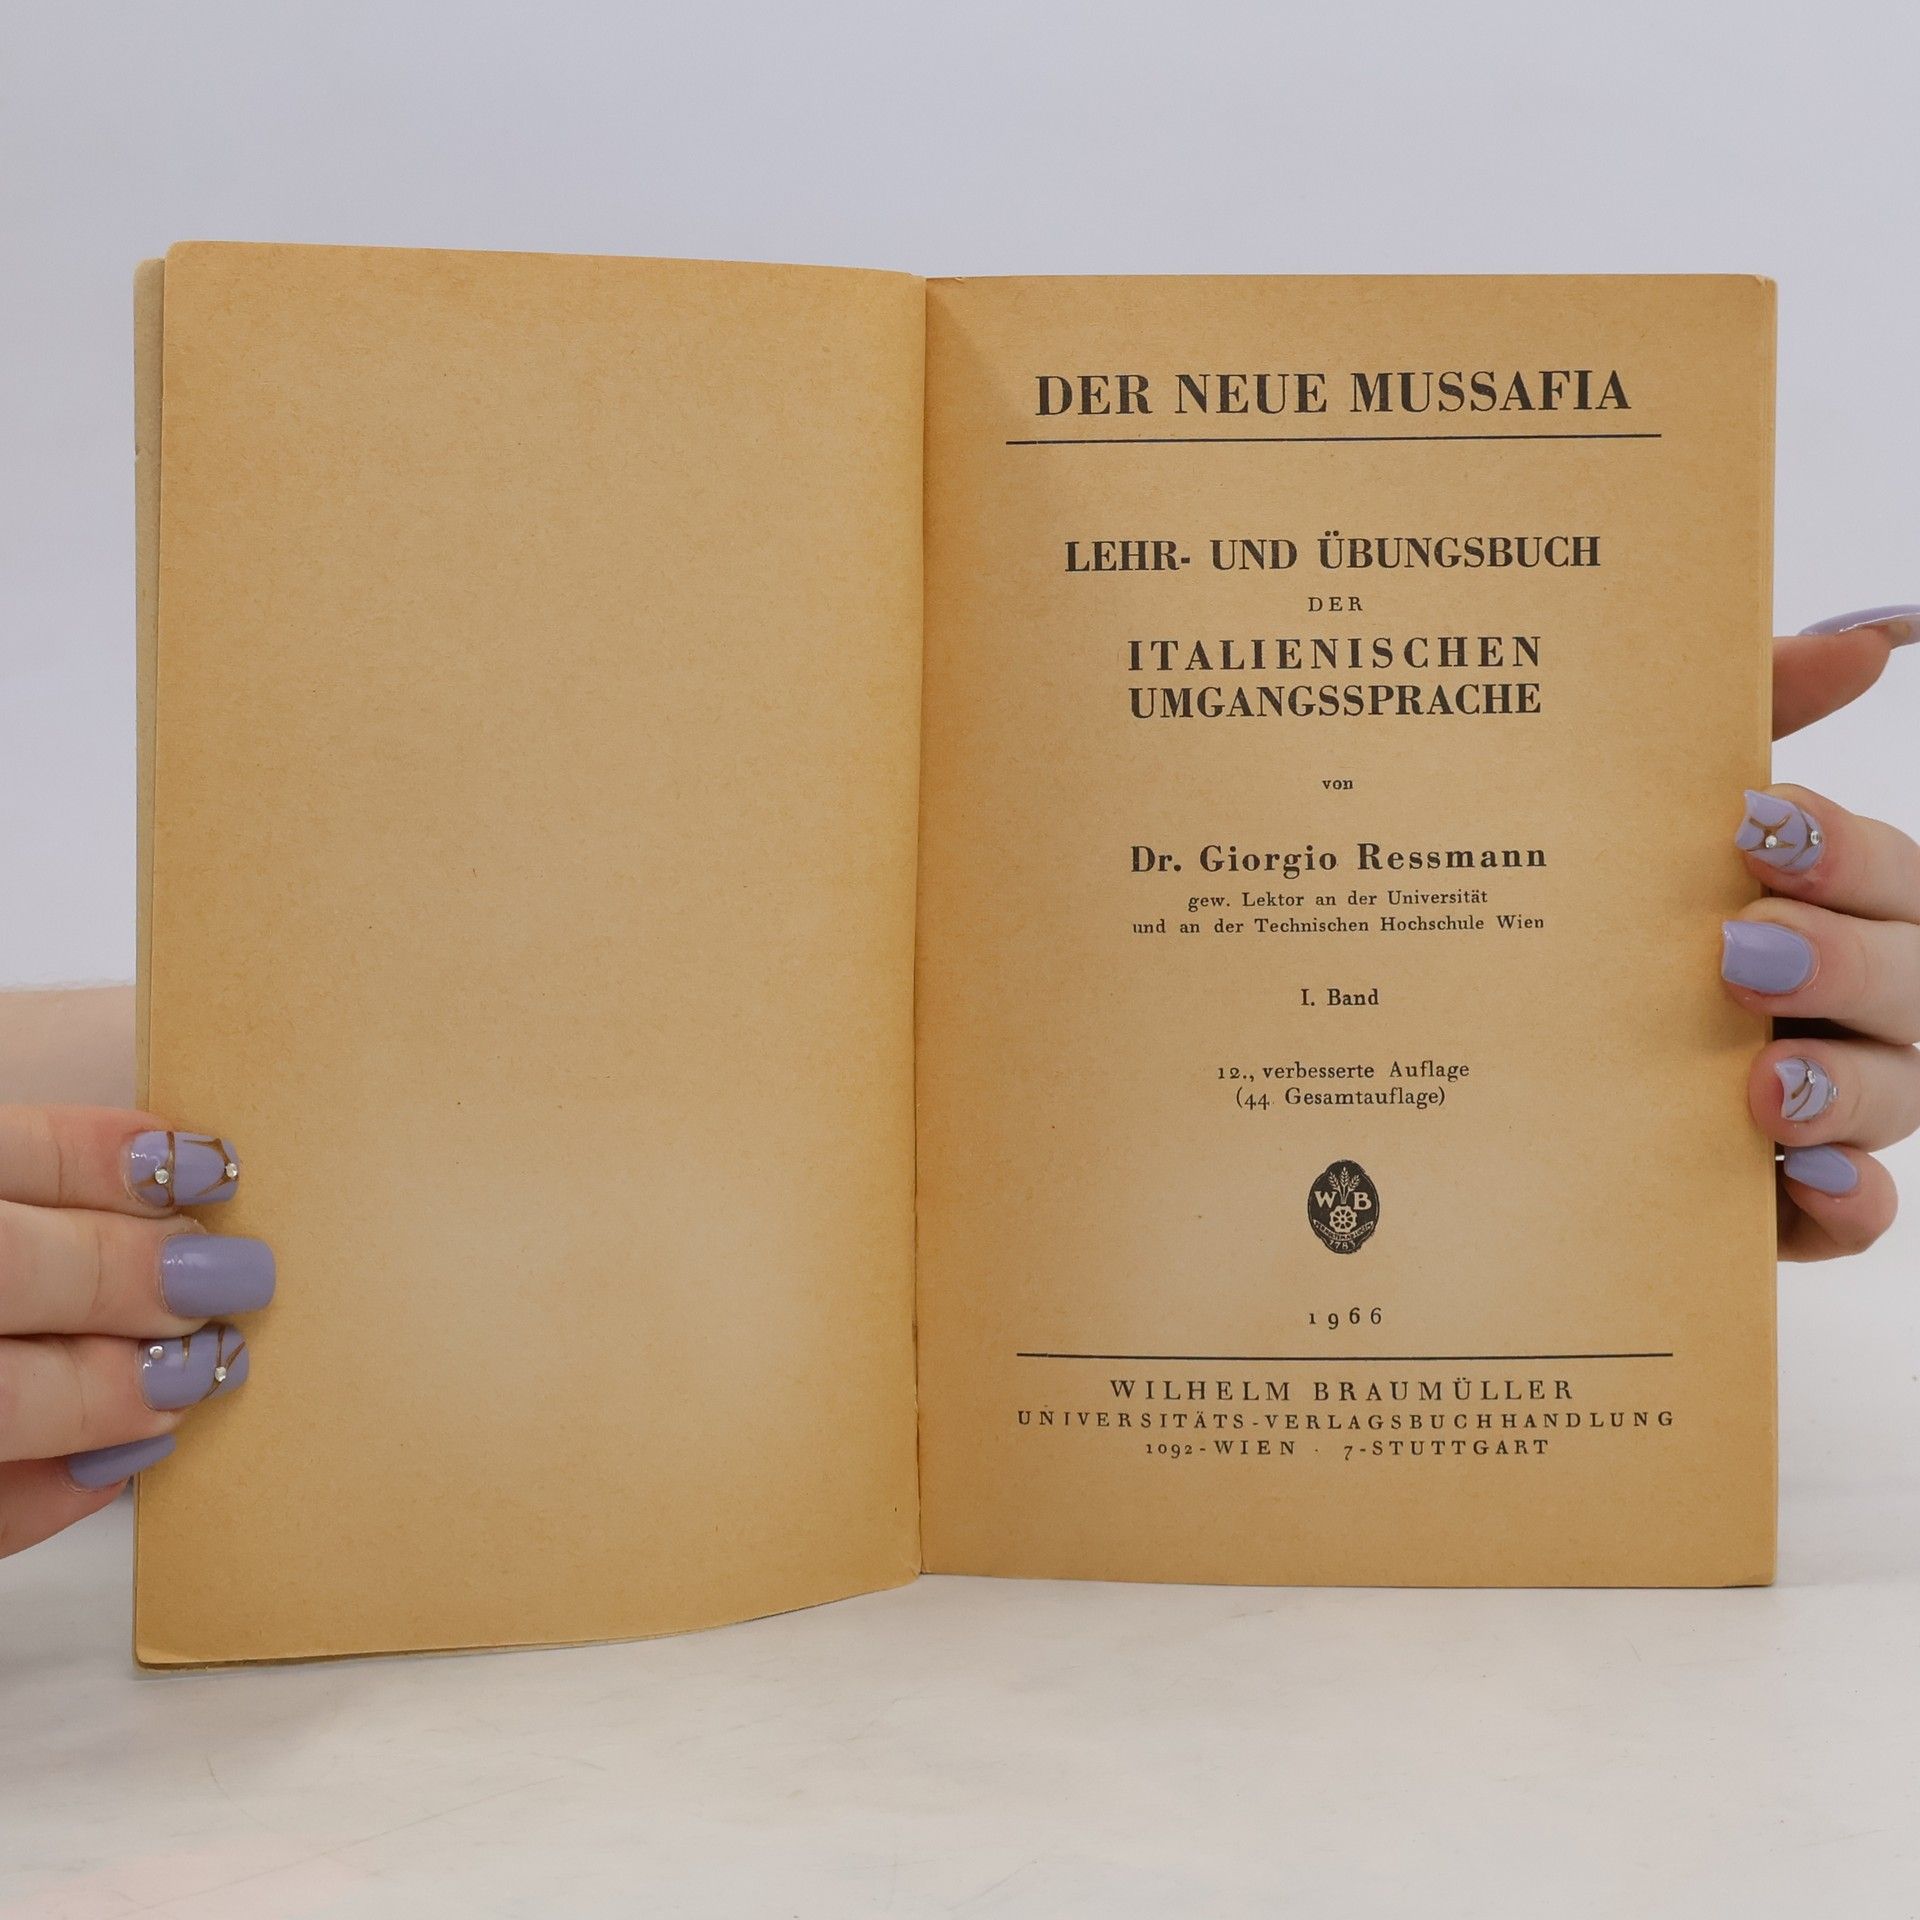 DER NEUE MUSSAFIA
LEHR- UND ÜBUNGSBUCH
DER
ITALIENISCHEN
UMGANGSSPRACHE
von
Dr. Giorgio Ressmann
gew. Lektor an der Universität
und an der Technischen Hochschule Wien
I. Band
12., verbesserte Auflage
(44. Gesamtauflage)
W B
1783
1966
WILHELM BRAUMÜLLER
UNIVERSITÄTS-VERLAGSBUCHHANDLUNG
1092-WIEN · 7-STUTTGART